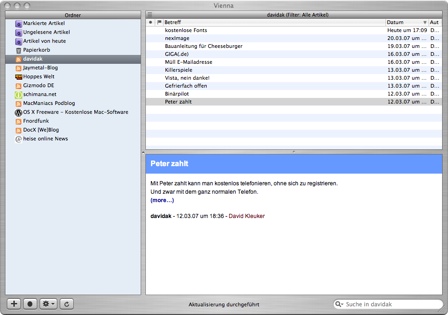 Vienna
Ordner
Markierte Artikel
Ungelesene Artikel
Artikel von heute
Papierkorb
davidak
Jaymetal-Blog
Hoppes Welt
Gizmodo DE
schimana.net
MacManiacs Podblog
OS X Freeware - Kostenlose Mac-Software
Fnordfunk
DocX [We]Blog
heise online News
davidak (Filter: Alle Artikel)
Betreff Datum Aut
kostenlose Fonts Heute um 17:09 D...
nexImage 20.03.07 um ... D...
Bauanleitung für Cheeseburger 19.03.07 um ... D...
GIGA(.de) 16.03.07 um ... D...
Müll E-Mailadresse 16.03.07 um ... D...
Killerspiele 13.03.07 um ... D...
Vista, nein danke! 13.03.07 um ... D...
Gefrierfach offen 13.03.07 um ... D...
Binärpilot 12.03.07 um ... D...
Peter zahlt 12.03.07 um ... D...
Peter zahlt
Mit Peter zahlt kann man kostenlos telefonieren, ohne sich zu registrieren.
Und zwar mit dem ganz normalen Telefon.
(more...)
davidak - 12.03.07 um 18:36 - David Kleuker
Aktualisierung durchgeführt
Suche in davidak